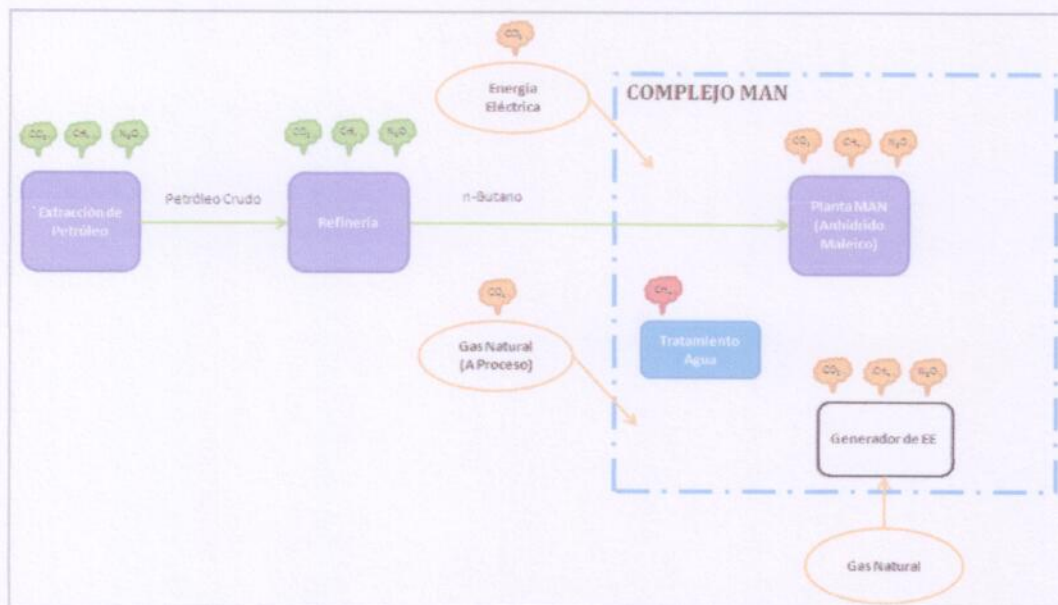 CO₂
Energía
Eléctrica
COMPLEJO MAN
CO₂ CH₄ N₂O
CO₂ CH₄ N₂O
CO₂ CH₄ N₂O
Extracción de
Petróleo
Petróleo Crudo
Refinería
n-Butano
Planta MAN
(Anhídrido
Maleico)
CO₂
CH₄
Gas Natural
(A Proceso)
Tratamiento
Agua
CO₂ CH₄ N₂O
Generador de EE
Gas Natural